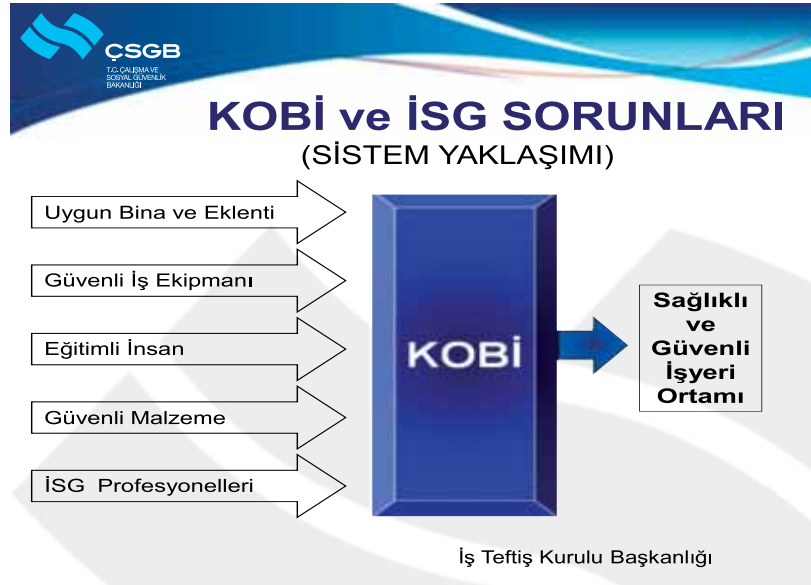 ÇSGB
T.C. ÇALIŞMA VE
SOSYAL GÜVENLİK
BAKANLIĞI
KOBİ ve İSG SORUNLARI
(SİSTEM YAKLAŞIMI)
Uygun Bina ve Eklenti
Güvenli İş Ekipmanı
Eğitimli İnsan
Güvenli Malzeme
İSG Profesyonelleri
KOBİ
Sağlıklı
ve
Güvenli
İşyeri
Ortamı
İş Teftiş Kurulu Başkanlığı